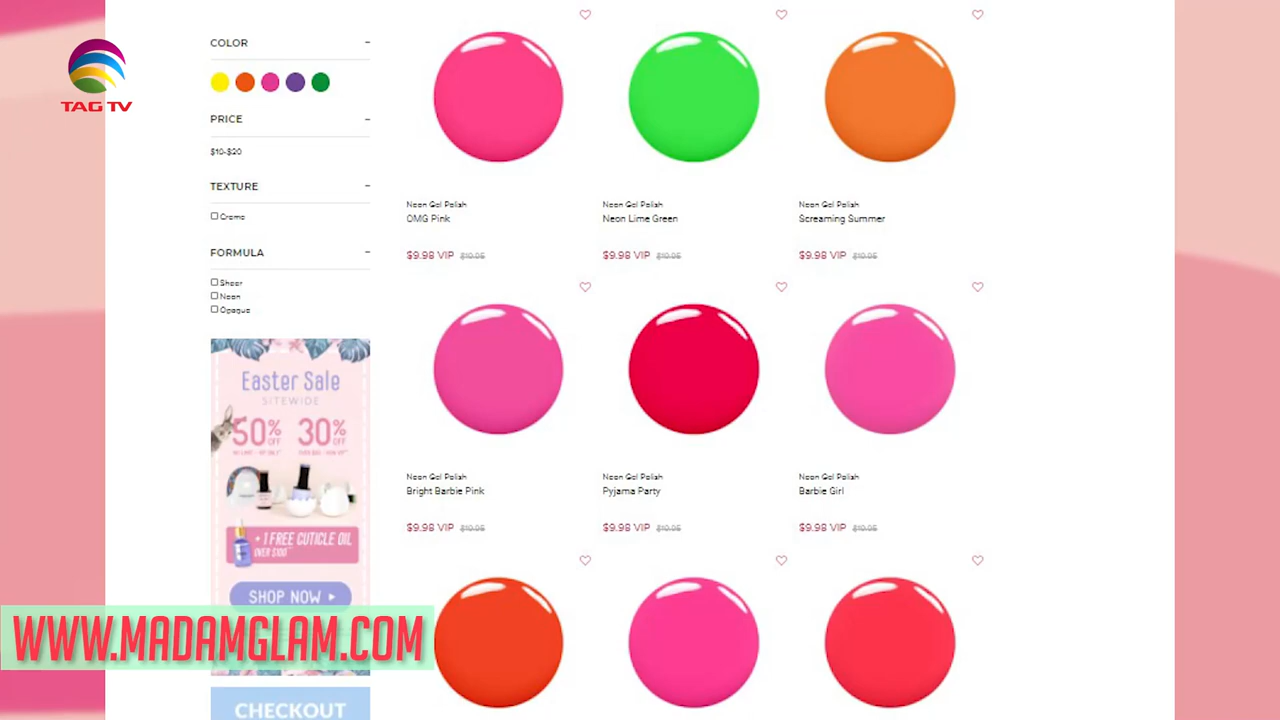 TAG TV
COLOR –
PRICE –
$10-$20
TEXTURE –
Creme
FORMULA –
Sheer
Neon
Opaque
Easter Sale
SITEWIDE
50% OFF 30% OFF
+ 1 FREE CUTICLE OIL
OVER $100
SHOP NOW
WWW.MADAMGLAM.COM
CHECKOUT
Neon Gel Polish
OMG Pink
$9.98 VIP
Neon Gel Polish
Neon Lime Green
$9.98 VIP
Neon Gel Polish
Screaming Summer
$9.98 VIP
Neon Gel Polish
Bright Barbie Pink
$9.98 VIP
Neon Gel Polish
Pyjama Party
$9.98 VIP
Neon Gel Polish
Barbie Girl
$9.98 VIP